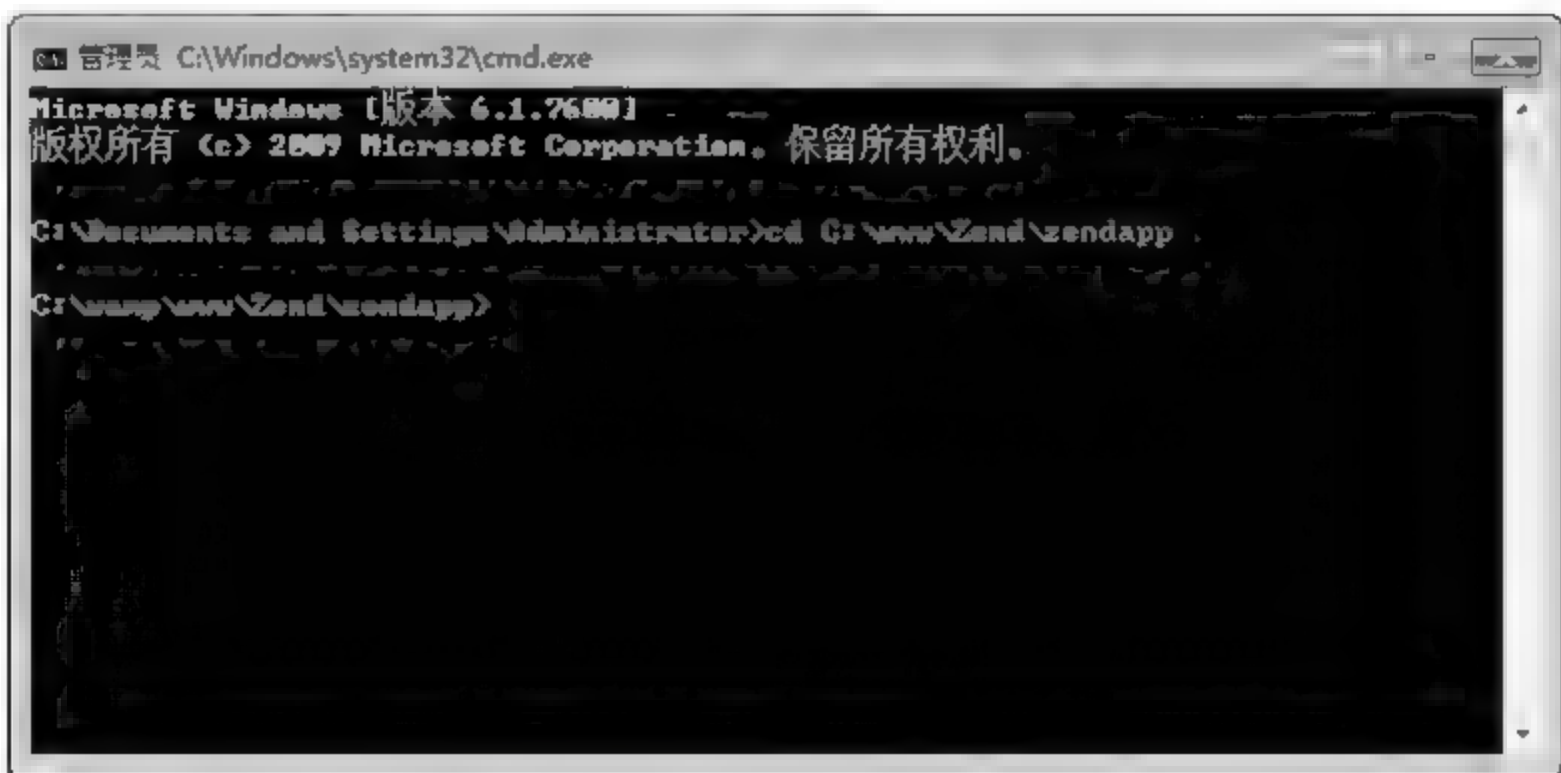 管理员 C:\Windows\system32\cmd.exe
Microsoft Windows [版本 6.1.7600]
版权所有 (c) 2009 Microsoft Corporation。保留所有权利。
C:\Documents and Settings\Administrator>cd C:\www\Zend\zendapp
C:\wamp\www\Zend\zendapp>